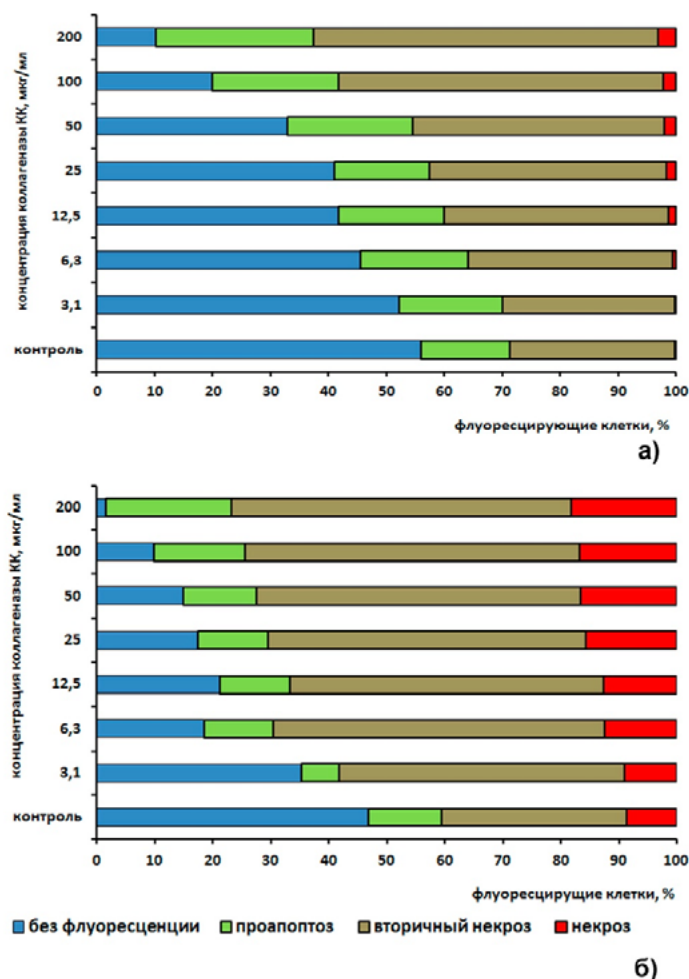 концентрация коллагеназы КК, мкг/мл
200
100
50
25
12,5
6,3
3,1
контроль
0 10 20 30 40 50 60 70 80 90 100
флуоресцирующие клетки, %
а)
концентрация коллагеназы КК, мкг/мл
200
100
50
25
12,5
6,3
3,1
контроль
0 10 20 30 40 50 60 70 80 90 100
флуоресцирущие клетки, %
без флуоресценции проапоптоз вторичный некроз некроз
б)